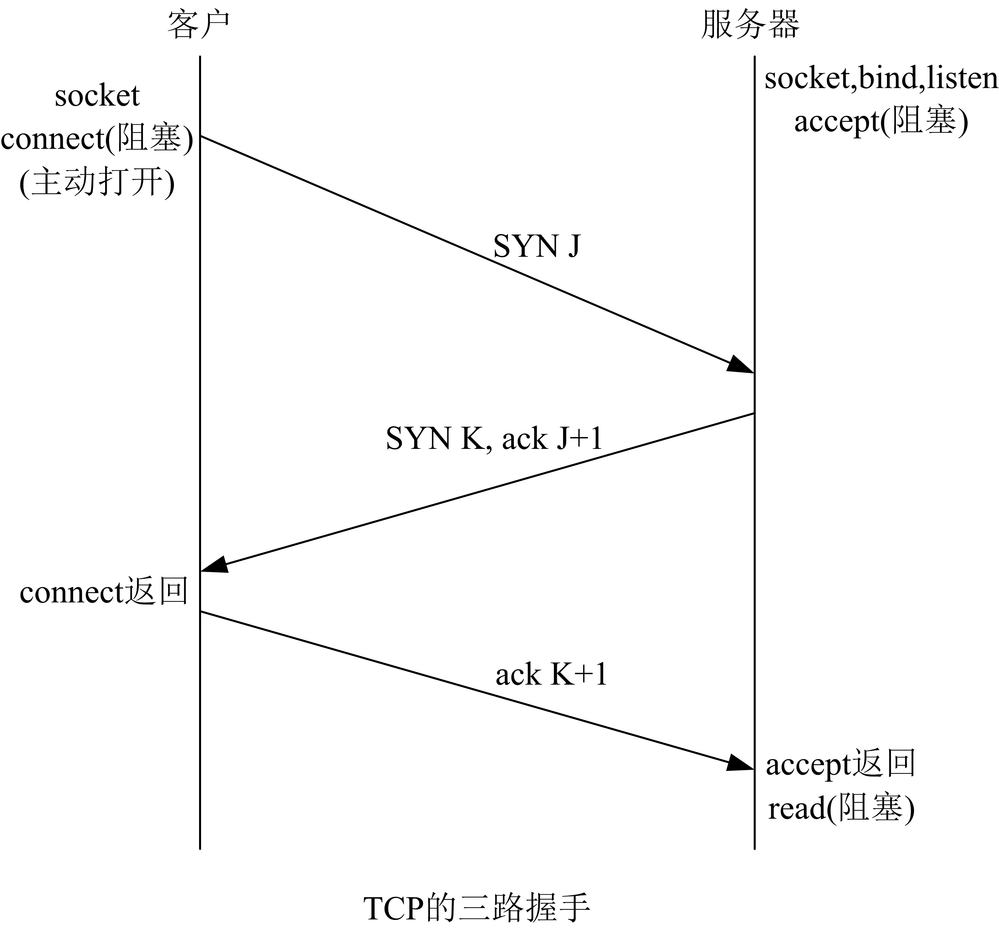 客户
服务器
socket
connect(阻塞)
(主动打开)
socket,bind,listen
accept(阻塞)
SYN J
SYN K, ack J+1
connect返回
ack K+1
accept返回
read(阻塞)
TCP的三路握手